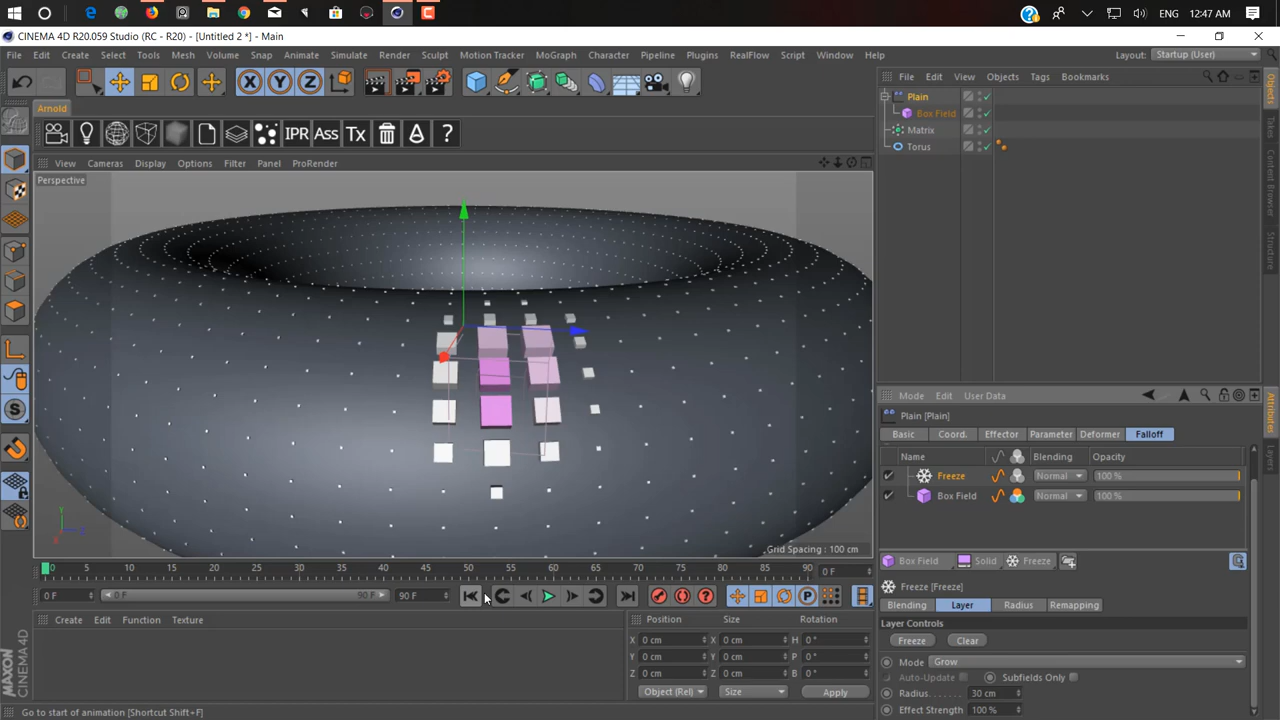 ENG 12:47 AM
CINEMA 4D R20.059 Studio (RC - R20) - [Untitled 2 *] - Main
File Edit Create Select Tools Mesh Volume Snap Animate Simulate Render Sculpt Motion Tracker MoGraph Character Pipeline Plugins RealFlow Script Window Help Layout: Startup (User)
File Edit View Objects Tags Bookmarks
X Y Z
Plain
Arnold
Box Field
Matrix
IPR Ass Tx ?
Torus
View Cameras Display Options Filter Panel ProRender
Perspective
Objects
Takes
Content Browser
Structure
Mode Edit User Data
Plain [Plain]
Basic Coord. Effector Parameter Deformer Falloff
Name Blending Opacity
Freeze Normal 100 %
Box Field Normal 100 %
Attributes
Layers
Y
Z
X
Grid Spacing : 100 cm
Box Field Solid Freeze
0 5 10 15 20 25 30 35 40 45 50 55 60 65 70 75 80 85 90 0 F
Freeze [Freeze]
0 F 0 F 90 F 90 F
Blending Layer Radius Remapping
Create Edit Function Texture
Position Size Rotation
Layer Controls
X 0 cm X 0 cm H 0 °
Freeze Clear
Y 0 cm Y 0 cm P 0 °
Mode Grow
Z 0 cm Z 0 cm B 0 °
Auto-Update Subfields Only
Object (Rel) Size Apply
Radius 30 cm
Effect Strength 100 %
MAXON CINEMA 4D
Go to start of animation [Shortcut Shift+F]